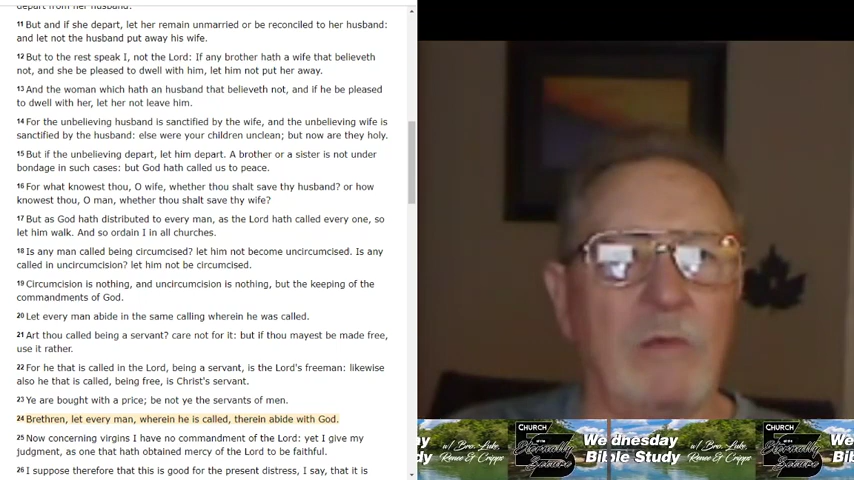 depart from her husband:
11 But and if she depart, let her remain unmarried or be reconciled to her husband:
and let not the husband put away his wife.
12 But to the rest speak I, not the Lord: If any brother hath a wife that believeth
not, and she be pleased to dwell with him, let him not put her away.
13 And the woman which hath an husband that believeth not, and if he be pleased
to dwell with her, let her not leave him.
14 For the unbelieving husband is sanctified by the wife, and the unbelieving wife is
sanctified by the husband: else were your children unclean; but now are they holy.
15 But if the unbelieving depart, let him depart. A brother or a sister is not under
bondage in such cases: but God hath called us to peace.
16 For what knowest thou, O wife, whether thou shalt save thy husband? or how
knowest thou, O man, whether thou shalt save thy wife?
17 But as God hath distributed to every man, as the Lord hath called every one, so
let him walk. And so ordain I in all churches.
18 Is any man called being circumcised? let him not become uncircumcised. Is any
called in uncircumcision? let him not be circumcised.
19 Circumcision is nothing, and uncircumcision is nothing, but the keeping of the
commandments of God.
20 Let every man abide in the same calling wherein he was called.
21 Art thou called being a servant? care not for it: but if thou mayest be made free,
use it rather.
22 For he that is called in the Lord, being a servant, is the Lord's freeman: likewise
also he that is called, being free, is Christ's servant.
23 Ye are bought with a price; be not ye the servants of men.
24 Brethren, let every man, wherein he is called, therein abide with God.
25 Now concerning virgins I have no commandment of the Lord: yet I give my
judgment, as one that hath obtained mercy of the Lord to be faithful.
26 I suppose therefore that this is good for the present distress, I say, that it is
ay
dy
w/ Bro. Luke,
Renee & Cripps
CHURCH
Eternally
Secure
Wednesday
Bible Study
w/ Bro. Luke,
Renee & Cripps
CHURCH
Eternally
Secure
We
Bib